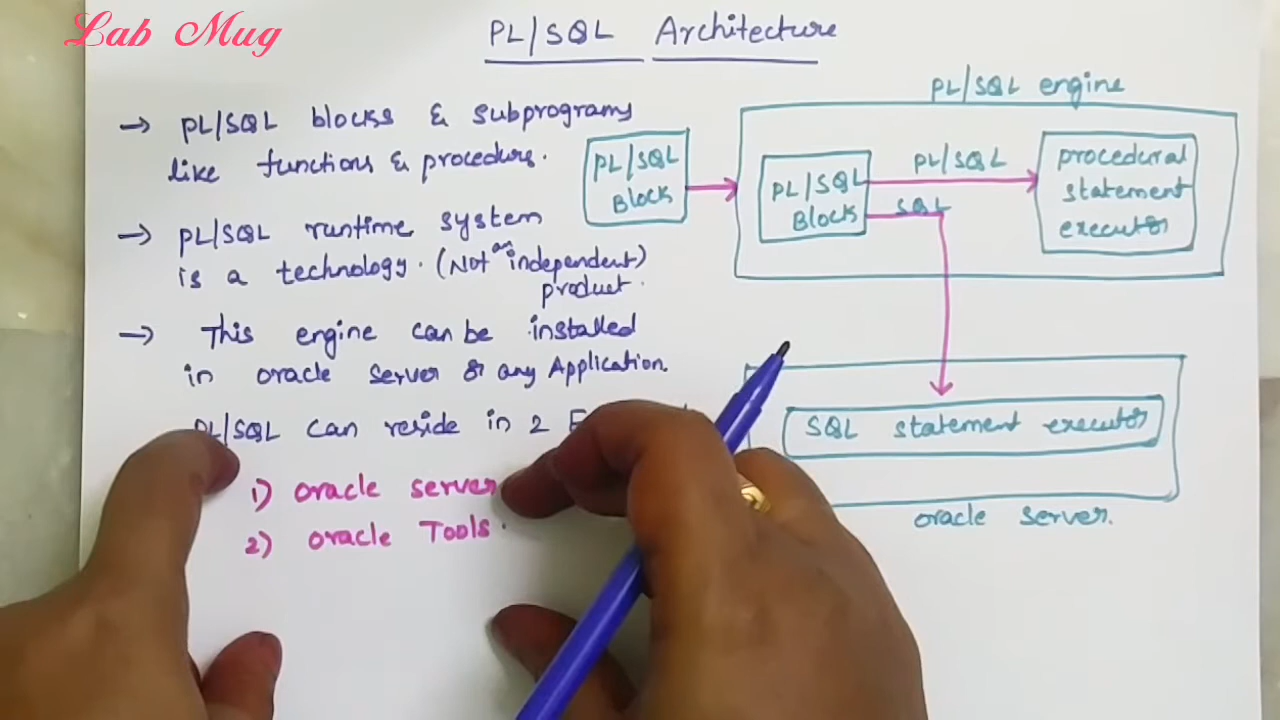 Lab Mug
PL/SQL Architecture
→ PL/SQL blocks & subprograms
like functions & procedure.
→ PL/SQL runtime system
is a technology. (Not an independent)
product.
→ This engine can be installed
in oracle server or any Application.
PL/SQL can reside in 2 E
1) oracle server
2) oracle Tools.
PL/SQL engine
PL/SQL
Block
PL/SQL
Block
PL/SQL
SQL
procedural
statement
executor
SQL statement executor
oracle server.